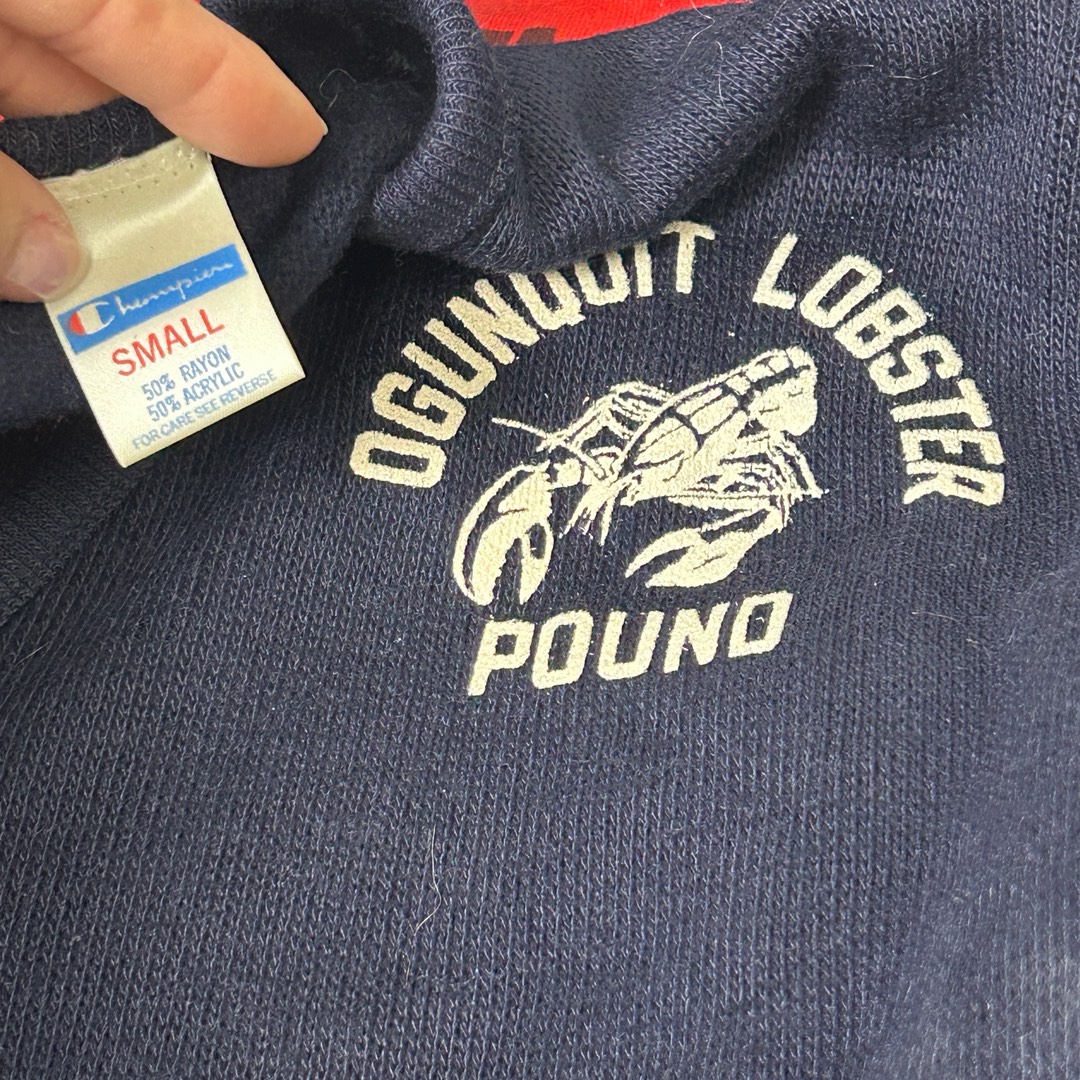 Champion
SMALL
50% RAYON
50% ACRYLIC
FOR CARE SEE REVERSE
OGUNQUIT LOBSTER
POUND